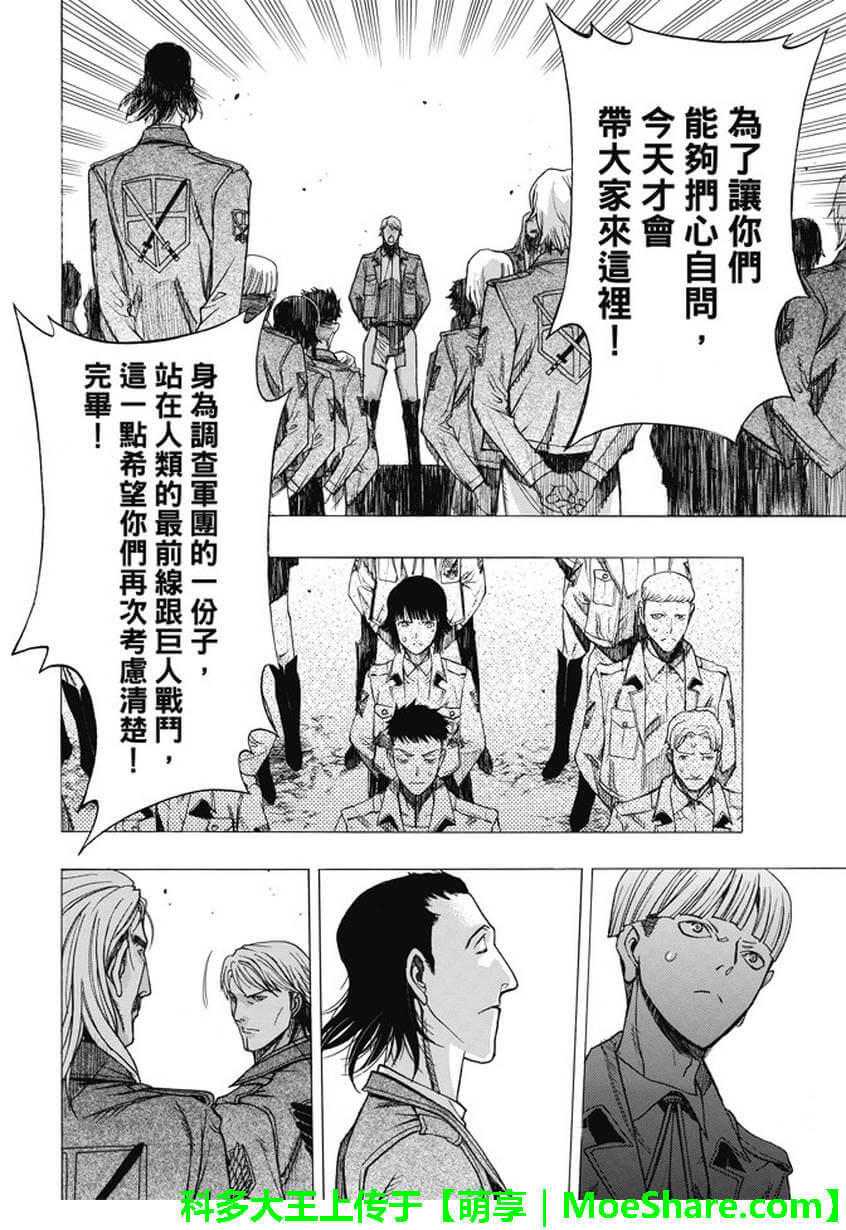 為了讓你們
能夠捫心自問，
今天才會
帶大家來這裡！
身為調查軍團的一份子，
站在人類的最前線跟巨人戰鬥，
這一點希望你們再次考慮清楚！
完畢！
科多大王上传于【萌享｜MoeShare.com】